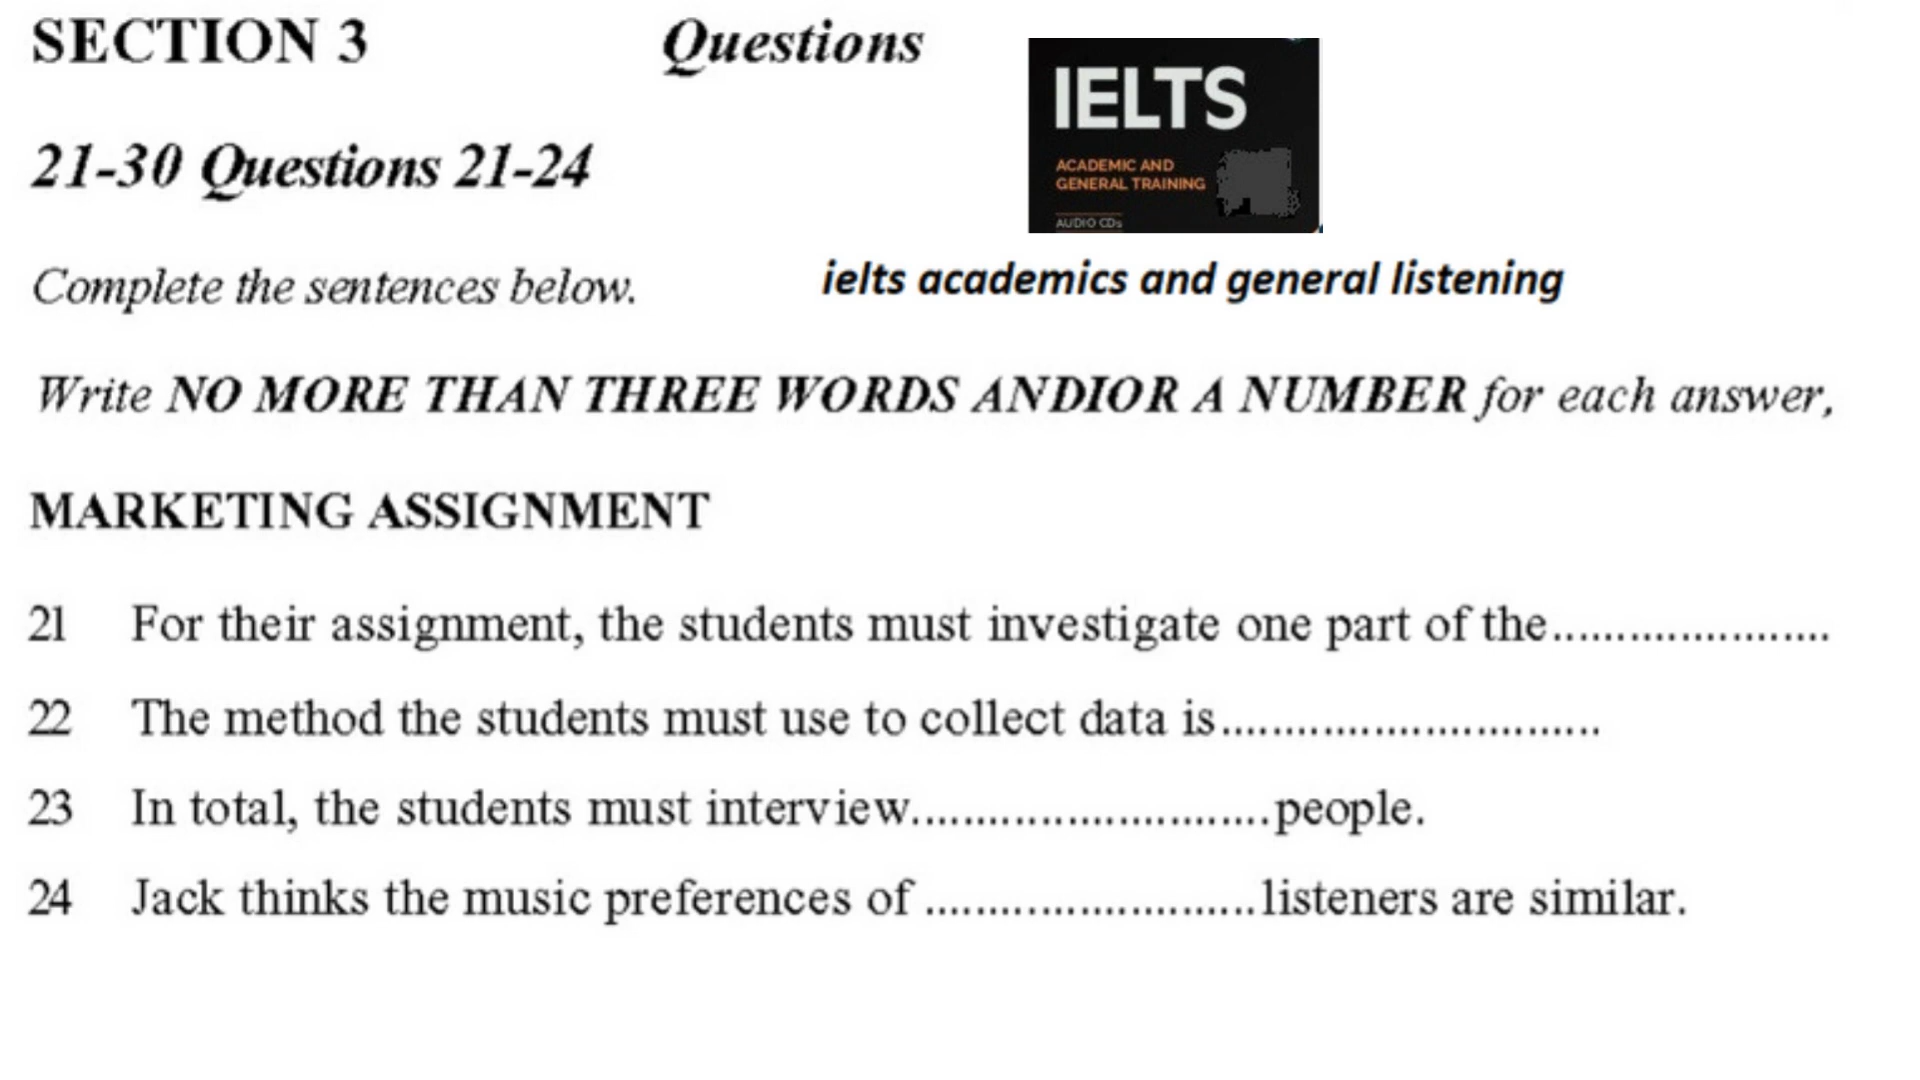 SECTION 3 Questions
IELTS
ACADEMIC AND
GENERAL TRAINING
AUDIO CDs
21-30 Questions 21-24
Complete the sentences below.
ielts academics and general listening
Write NO MORE THAN THREE WORDS ANDIOR A NUMBER for each answer,
MARKETING ASSIGNMENT
21 For their assignment, the students must investigate one part of the......................
22 The method the students must use to collect data is..............................
23 In total, the students must interview............................people.
24 Jack thinks the music preferences of ..........................listeners are similar.